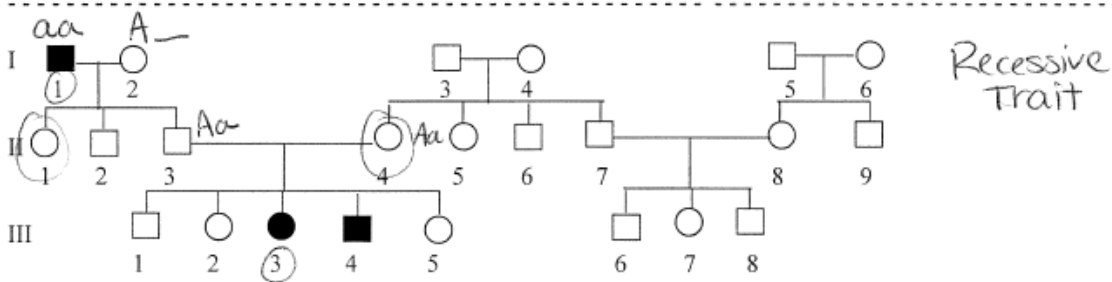 aa A__
I
1 2 3 4 5 6
Recessive
Trait
Aa Aa
II
1 2 3 4 5 6 7 8 9
III
1 2 3 4 5 6 7 8